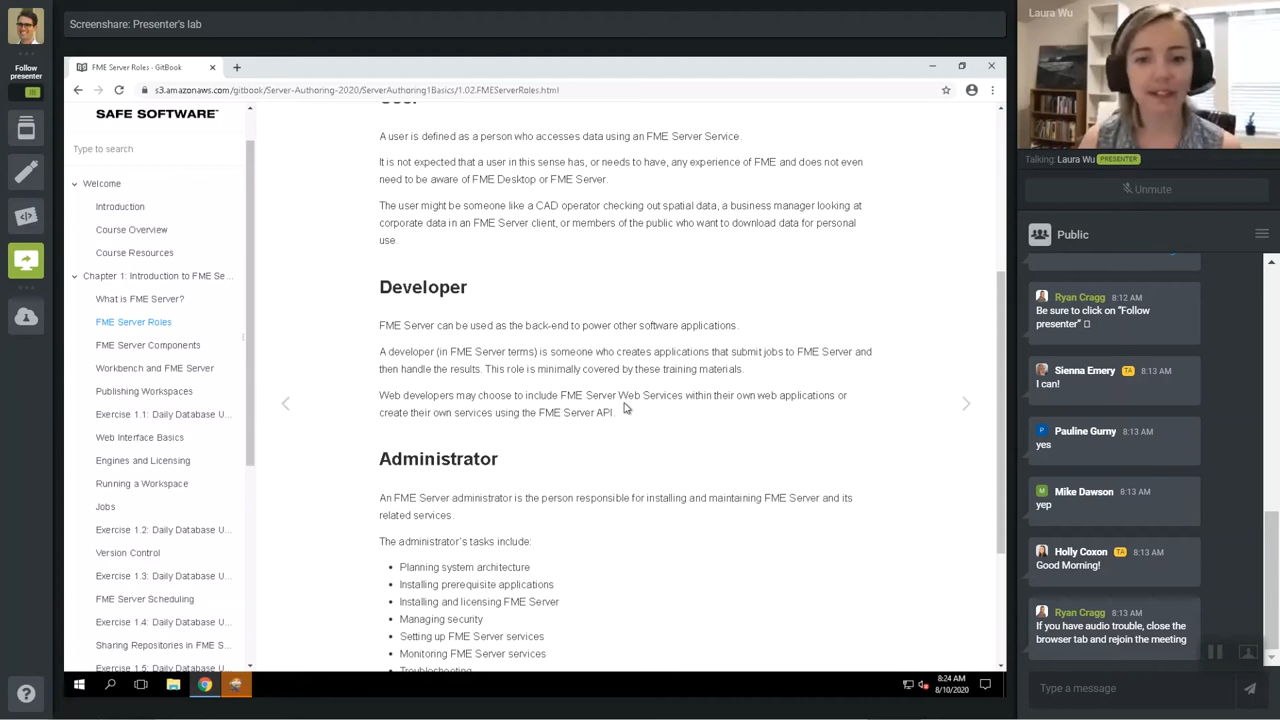 Screenshare: Presenter's lab
Follow
presenter
FME Server Roles - GitBook
s3.amazonaws.com/gitbook/Server-Authoring-2020/ServerAuthoring1Basics/1.02.FMEServerRoles.html
SAFE SOFTWARE™
Type to search
Welcome
Introduction
Course Overview
Course Resources
Chapter 1: Introduction to FME Se...
What is FME Server?
FME Server Roles
FME Server Components
Workbench and FME Server
Publishing Workspaces
Exercise 1.1: Daily Database U...
Web Interface Basics
Engines and Licensing
Running a Workspace
Jobs
Exercise 1.2: Daily Database U...
Version Control
Exercise 1.3: Daily Database U...
FME Server Scheduling
Exercise 1.4: Daily Database U...
Sharing Repositories in FME S...
Exercise 1.5: Daily Database U...
User
A user is defined as a person who accesses data using an FME Server Service.
It is not expected that a user in this sense has, or needs to have, any experience of FME and does not even
need to be aware of FME Desktop or FME Server.
The user might be someone like a CAD operator checking out spatial data, a business manager looking at
corporate data in an FME Server client, or members of the public who want to download data for personal
use.
Developer
FME Server can be used as the back-end to power other software applications.
A developer (in FME Server terms) is someone who creates applications that submit jobs to FME Server and
then handle the results. This role is minimally covered by these training materials.
Web developers may choose to include FME Server Web Services within their own web applications or
create their own services using the FME Server API.
Administrator
An FME Server administrator is the person responsible for installing and maintaining FME Server and its
related services.
The administrator's tasks include:
• Planning system architecture
• Installing prerequisite applications
• Installing and licensing FME Server
• Managing security
• Setting up FME Server services
• Monitoring FME Server services
• Troubleshooting
8:24 AM
8/10/2020
Laura Wu
Talking: Laura Wu PRESENTER
Unmute
Public
Ryan Cragg 8:12 AM
Be sure to click on "Follow
presenter"
Sienna Emery TA 8:13 AM
I can!
P
Pauline Gurny 8:13 AM
yes
M
Mike Dawson 8:13 AM
yep
Holly Coxon TA 8:13 AM
Good Morning!
Ryan Cragg 8:13 AM
If you have audio trouble, close the
browser tab and rejoin the meeting
Type a message